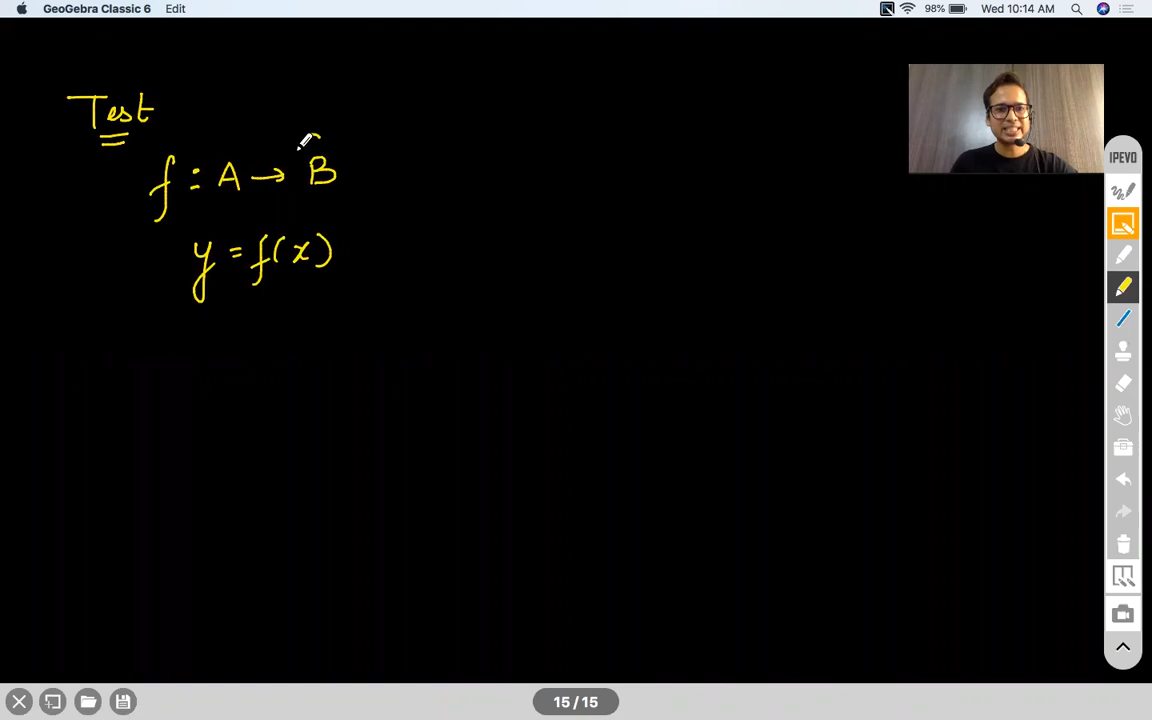 GeoGebra Classic 6 Edit 98% Wed 10:14 AM
Test
f : A → B
y = f(x)
IPEVO
15 / 15